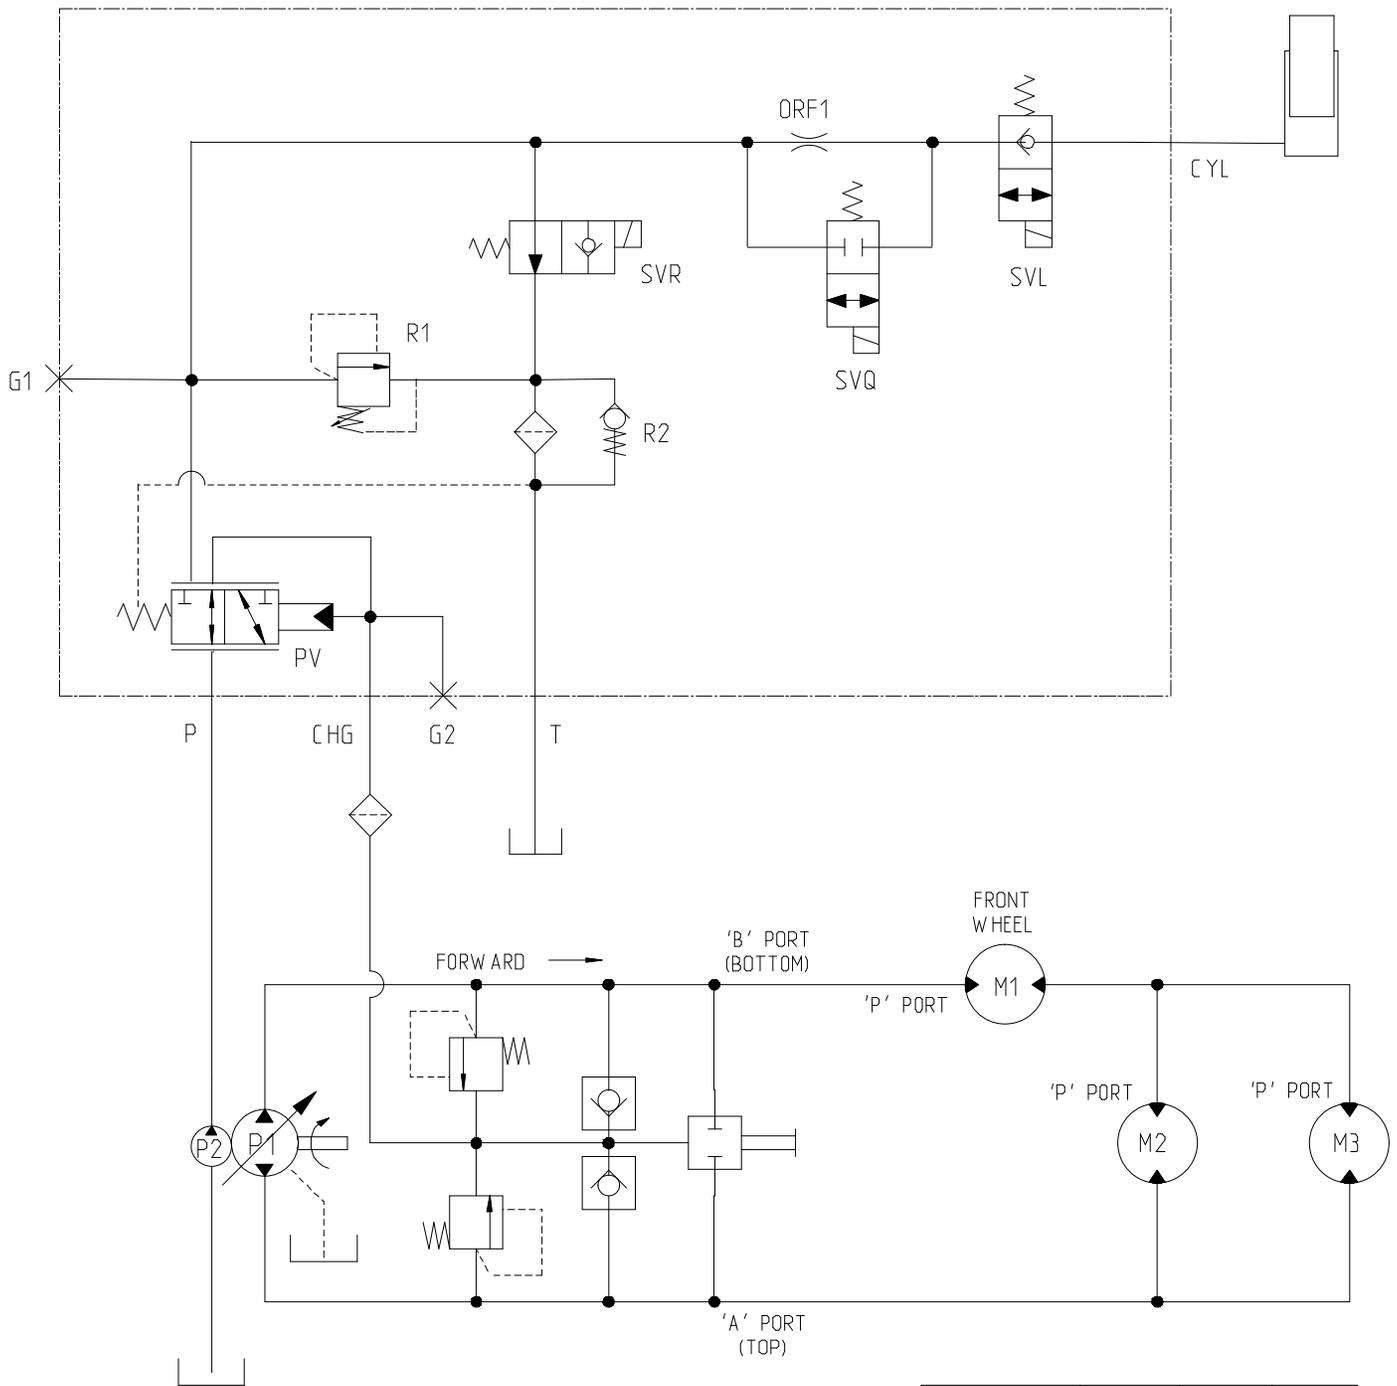 ORF1
CYL
SVR
SVL
R1
G1
SVQ
R2
PV
P
CHG
G2
T
FRONT
WHEEL
'B' PORT
(BOTTOM)
FORWARD
M1
'P' PORT
'P' PORT
'P' PORT
P2
P1
M2
M3
'A' PORT
(TOP)